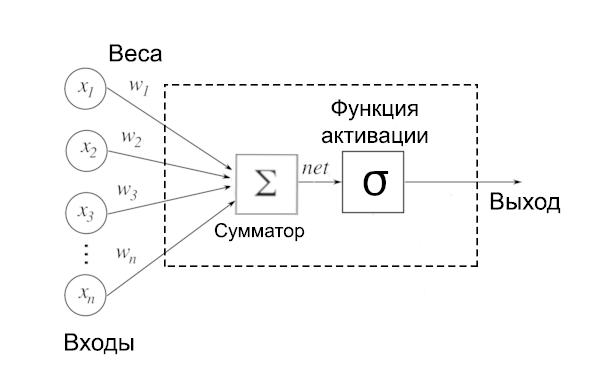 Веса
x1 w1
Функция
активации
x2 w2
net
Σ σ
x3 w3
Выход
Сумматор
⋮ wn
xn
Входы